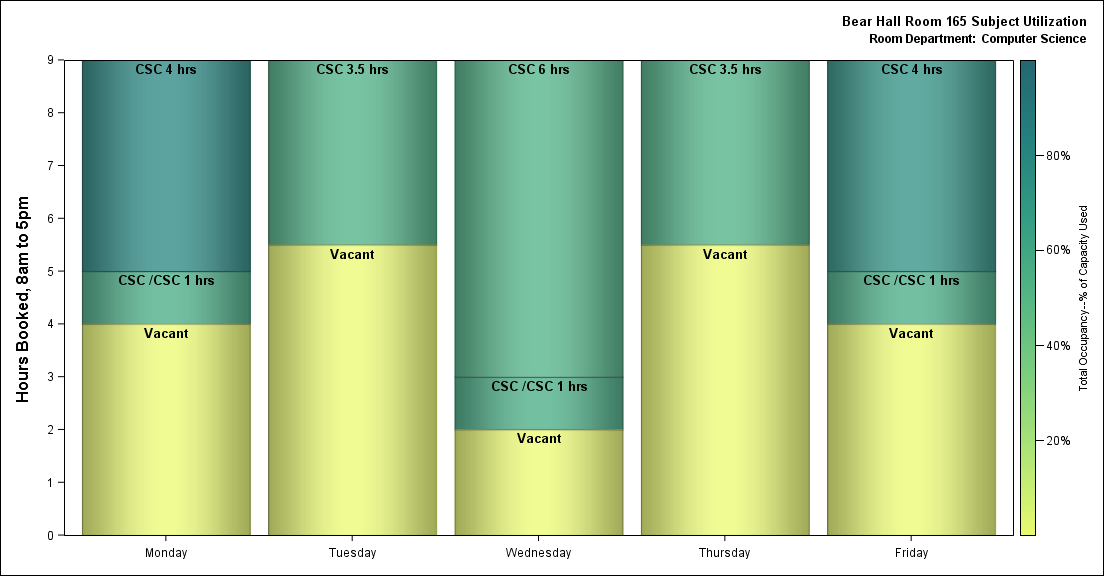 Bear Hall Room 165 Subject Utilization
Room Department: Computer Science
Hours Booked, 8am to 5pm
9
8
7
6
5
4
3
2
1
0
CSC 4 hrs
CSC /CSC 1 hrs
Vacant
CSC 3.5 hrs
Vacant
CSC 6 hrs
CSC /CSC 1 hrs
Vacant
CSC 3.5 hrs
Vacant
CSC 4 hrs
CSC /CSC 1 hrs
Vacant
Monday
Tuesday
Wednesday
Thursday
Friday
80%
60%
40%
20%
Total Occupancy--% of Capacity Used